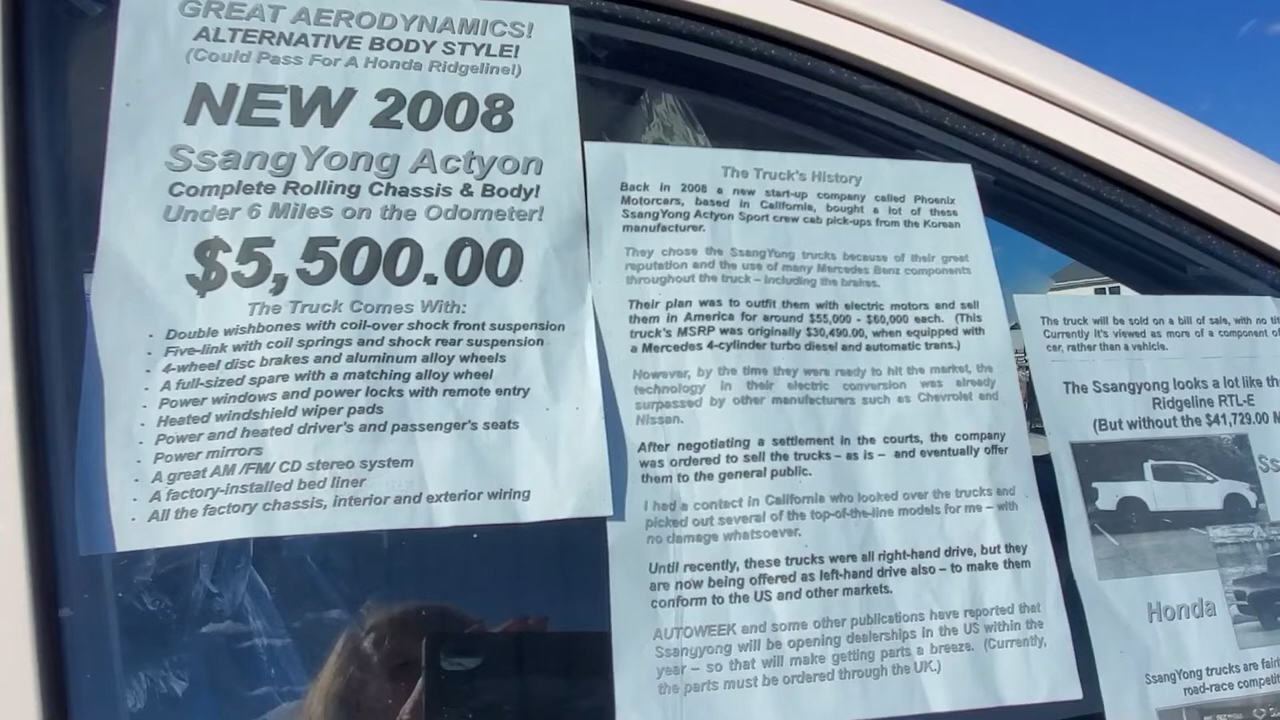 GREAT AERODYNAMICS!
ALTERNATIVE BODY STYLE!
(Could Pass For A Honda Ridgeline!)
NEW 2008
SsangYong Actyon
Complete Rolling Chassis & Body!
Under 6 Miles on the Odometer!
$5,500.00
The Truck Comes With:
· Double wishbones with coil-over shock front suspension
· Five-link with coil springs and shock rear suspension
· 4-wheel disc brakes and aluminum alloy wheels
· A full-sized spare with a matching alloy wheel
· Power windows and power locks with remote entry
· Heated windshield wiper pads
· Power and heated driver's and passenger's seats
· Power mirrors
· A great AM /FM/ CD stereo system
· A factory-installed bed liner
· All the factory chassis, interior and exterior wiring
The Truck's History
Back in 2008 a new start-up company called Phoenix
Motorcars, based in California, bought a lot of these
SsangYong Actyon Sport crew cab pick-ups from the Korean
manufacturer.
They chose the SsangYong trucks because of their great
reputation and the use of many Mercedes Benz components
throughout the truck – including the brakes.
Their plan was to outfit them with electric motors and sell
them in America for around $55,000 - $60,000 each. (This
truck's MSRP was originally $30,490.00, when equipped with
a Mercedes 4-cylinder turbo diesel and automatic trans.)
However, by the time they were ready to hit the market, the
technology in their electric conversion was already
surpassed by other manufacturers such as Chevrolet and
Nissan.
After negotiating a settlement in the courts, the company
was ordered to sell the trucks – as is – and eventually offer
them to the general public.
I had a contact in California who looked over the trucks and
picked out several of the top-of-the-line models for me – with
no damage whatsoever.
Until recently, these trucks were all right-hand drive, but they
are now being offered as left-hand drive also – to make them
conform to the US and other markets.
AUTOWEEK and some other publications have reported that
Ssangyong will be opening dealerships in the US within the
year – so that will make getting parts a breeze. (Currently,
the parts must be ordered through the UK.)
The truck will be sold on a bill of sale, with no
Currently it's viewed as more of a component
car, rather than a vehicle.
The Ssangyong looks a lot like
Ridgeline RTL-E
(But without the $41,729.00
Honda
SsangYong trucks are
road-race